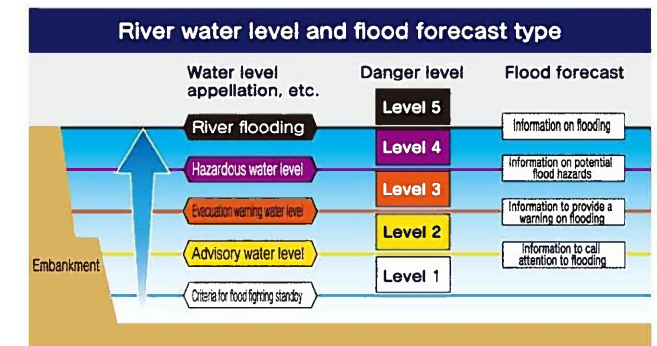 River water level and flood forecast type
Water level
appellation, etc.
Danger level
Flood forecast
Level 5
River flooding
Information on flooding
Level 4
Hazardous water level
Information on potential
flood hazards
Level 3
Evacuation warning water level
Information to provide a
warning on flooding
Level 2
Advisory water level
Information to call
attention to flooding
Embankment
Level 1
Criteria for flood fighting standby